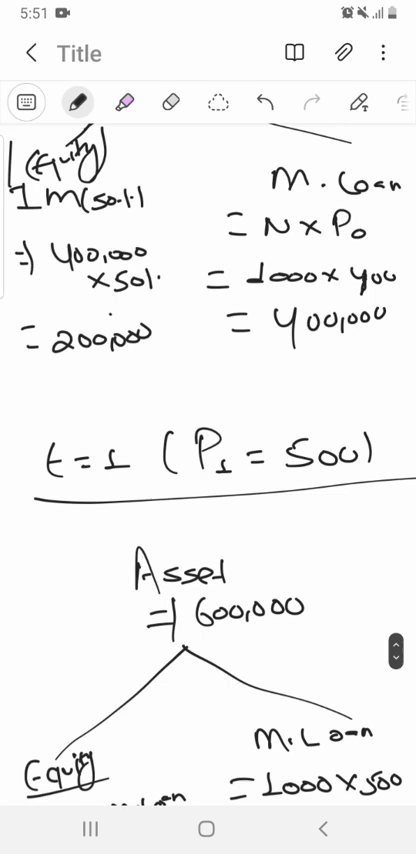 5:51
Title
(Equity)
IM(50%)
M. Loan
= N x P₀
=) 400,000
x 50%
= 1000 x 400
= 200,000
= 400,000
t = 1 (P₁ = 500)
Asset
=) 600,000
Equity
M. Loan
= 1000 x 500